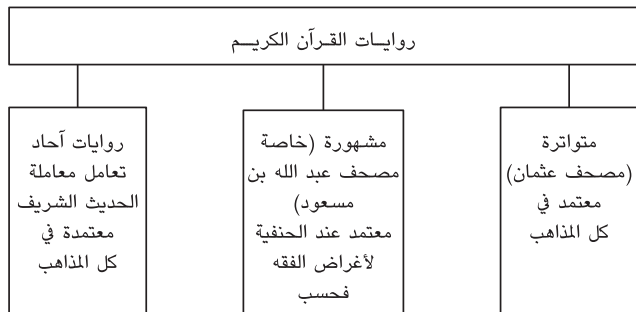 روايات القرآن الكريم
متواترة
(مصحف عثمان)
معتمد في
كل المذاهب
مشهورة (خاصة
مصحف عبد الله بن
مسعود)
معتمد عند الحنفية
لأغراض الفقه
فحسب
روايات آحاد
تعامل معاملة
الحديث الشريف
معتمدة في
كل المذاهب